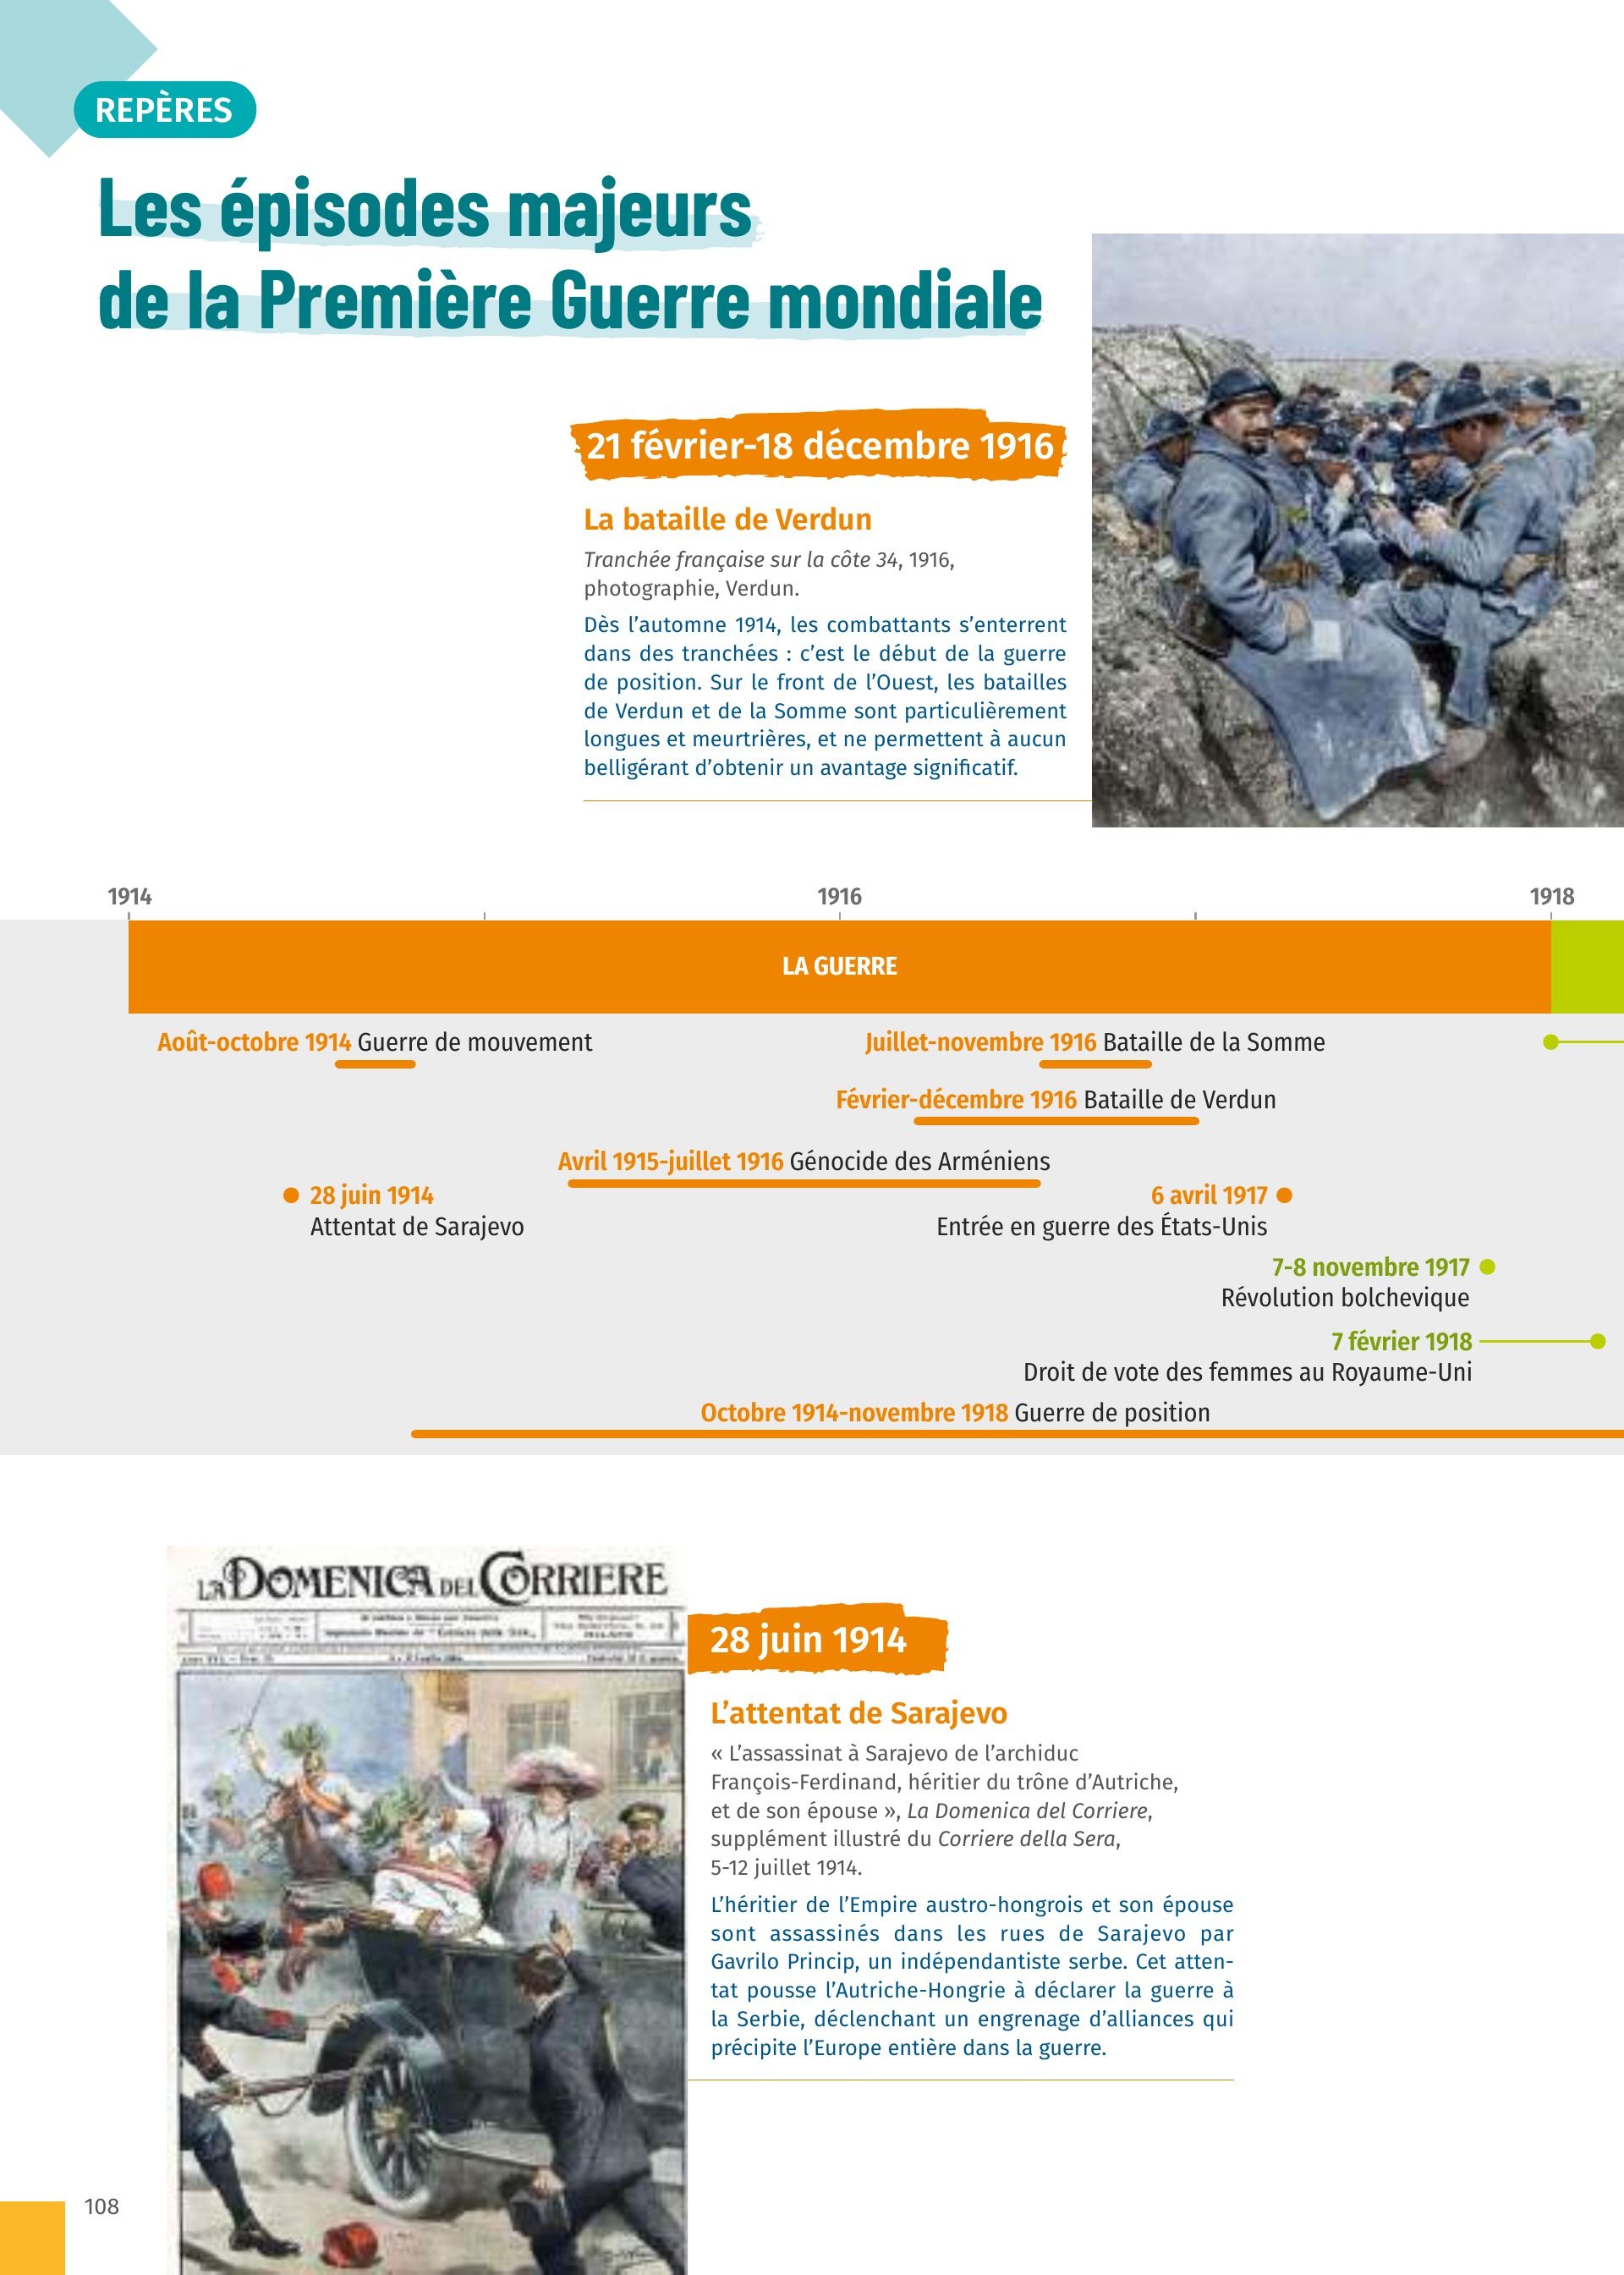 REPÈRES
Les épisodes majeurs
de la Première Guerre mondiale
21 février-18 décembre 1916
La bataille de Verdun
Tranchée française sur la côte 34, 1916,
photographie, Verdun.
Dès l’automne 1914, les combattants s’enterrent
dans des tranchées : c’est le début de la guerre
de position. Sur le front de l’Ouest, les batailles
de Verdun et de la Somme sont particulièrement
longues et meurtrières, et ne permettent à aucun
belligérant d’obtenir un avantage significatif.
1914 1916 1918
LA GUERRE
Août-octobre 1914 Guerre de mouvement
Juillet-novembre 1916 Bataille de la Somme
Février-décembre 1916 Bataille de Verdun
Avril 1915-juillet 1916 Génocide des Arméniens
28 juin 1914
Attentat de Sarajevo
6 avril 1917
Entrée en guerre des États-Unis
7-8 novembre 1917
Révolution bolchevique
7 février 1918
Droit de vote des femmes au Royaume-Uni
Octobre 1914-novembre 1918 Guerre de position
LA DOMENICA DEL CORRIERE
28 juin 1914
L’attentat de Sarajevo
« L’assassinat à Sarajevo de l’archiduc
François-Ferdinand, héritier du trône d’Autriche,
et de son épouse », La Domenica del Corriere,
supplément illustré du Corriere della Sera,
5-12 juillet 1914.
L’héritier de l’Empire austro-hongrois et son épouse
sont assassinés dans les rues de Sarajevo par
Gavrilo Princip, un indépendantiste serbe. Cet atten-
tat pousse l’Autriche-Hongrie à déclarer la guerre à
la Serbie, déclenchant un engrenage d’alliances qui
précipite l’Europe entière dans la guerre.
108